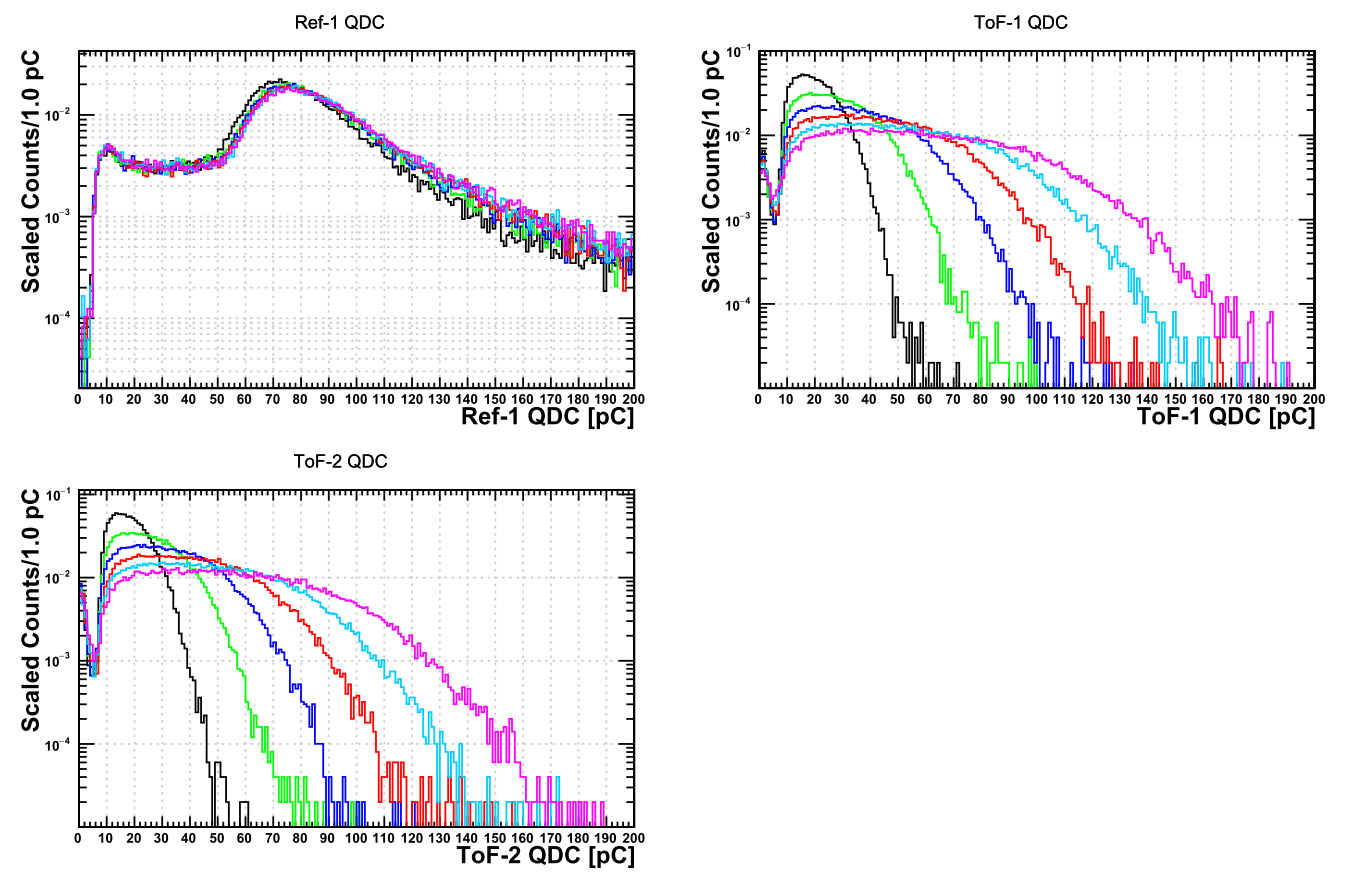 Ref-1 QDC
Scaled Counts/1.0 pC
10⁻²
10⁻³
10⁻⁴
0 10 20 30 40 50 60 70 80 90 100 110 120 130 140 150 160 170 180 190 200
Ref-1 QDC [pC]
ToF-1 QDC
Scaled Counts/1.0 pC
10⁻¹
10⁻²
10⁻³
10⁻⁴
0 10 20 30 40 50 60 70 80 90 100 110 120 130 140 150 160 170 180 190 200
ToF-1 QDC [pC]
ToF-2 QDC
Scaled Counts/1.0 pC
10⁻¹
10⁻²
10⁻³
10⁻⁴
0 10 20 30 40 50 60 70 80 90 100 110 120 130 140 150 160 170 180 190 200
ToF-2 QDC [pC]